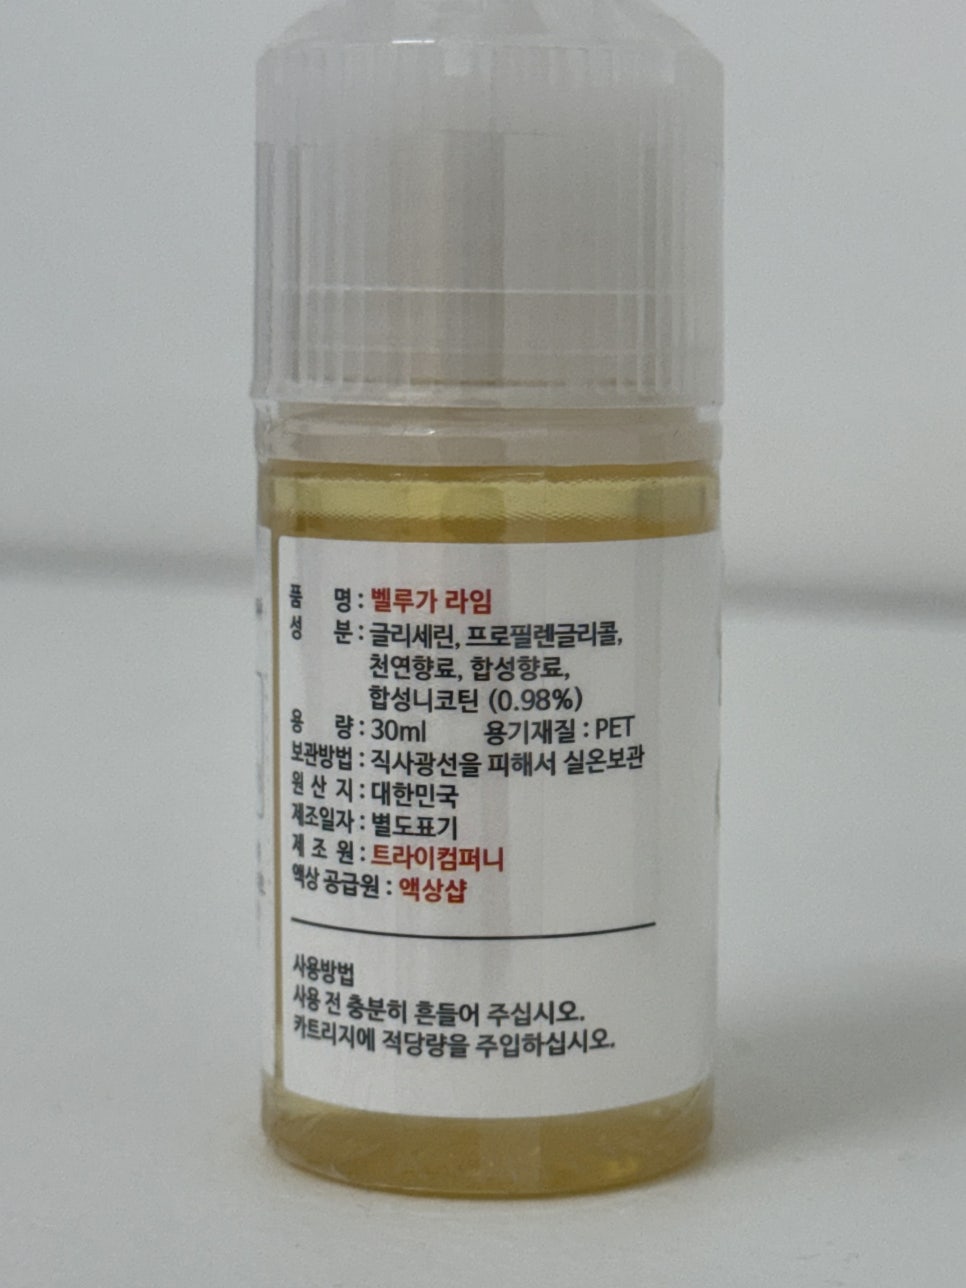 품 명 : 벨루가 라임
성 분 : 글리세린, 프로필렌글리콜,
천연향료, 합성향료,
합성니코틴 (0.98%)
용 량 : 30ml 용기재질 : PET
보관방법 : 직사광선을 피해서 실온보관
원 산 지 : 대한민국
제조일자 : 별도표기
제 조 원 : 트라이컴퍼니
액상 공급원 : 액상샵
사용방법
사용 전 충분히 흔들어 주십시오.
카트리지에 적당량을 주입하십시오.